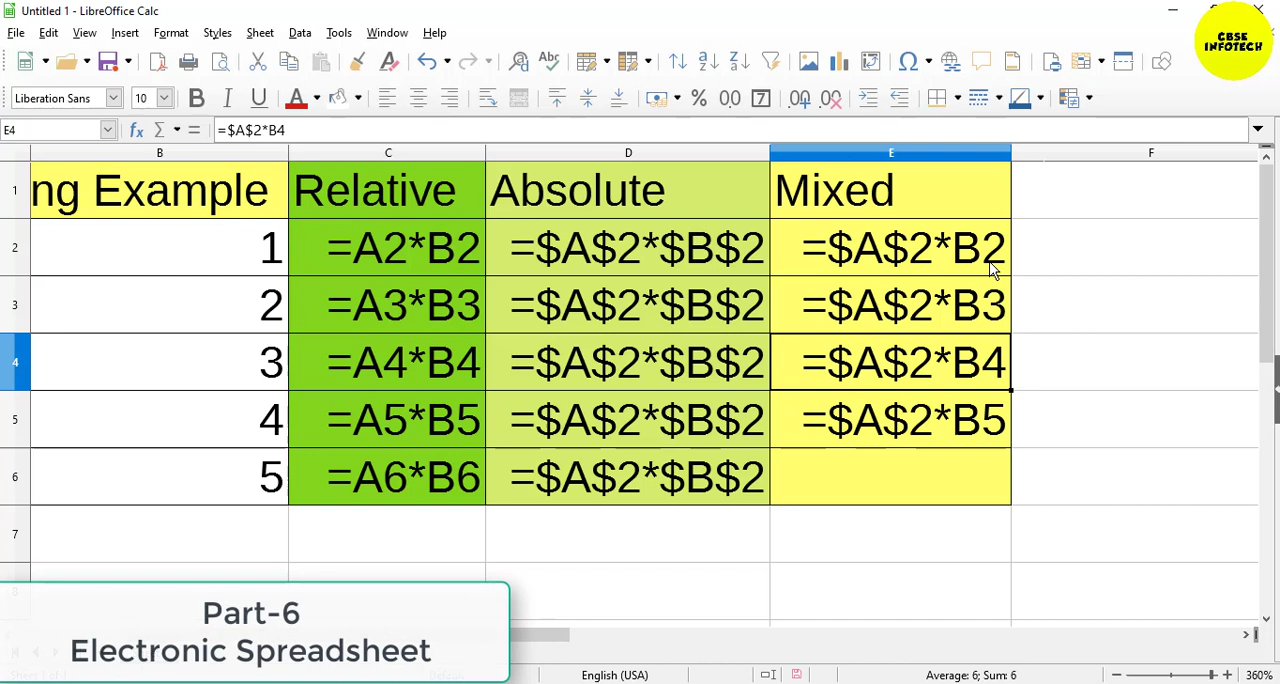 Untitled 1 - LibreOffice Calc
File Edit View Insert Format Styles Sheet Data Tools Window Help
CBSE
INFOTECH
Liberation Sans 10
E4 =$A$2*B4
B C D E F
1 ng Example Relative Absolute Mixed
2 1 =A2*B2 =$A$2*$B$2 =$A$2*B2
3 2 =A3*B3 =$A$2*$B$2 =$A$2*B3
4 3 =A4*B4 =$A$2*$B$2 =$A$2*B4
5 4 =A5*B5 =$A$2*$B$2 =$A$2*B5
6 5 =A6*B6 =$A$2*$B$2
7
8
Part-6
Electronic Spreadsheet
English (USA) Average: 6; Sum: 6 360%